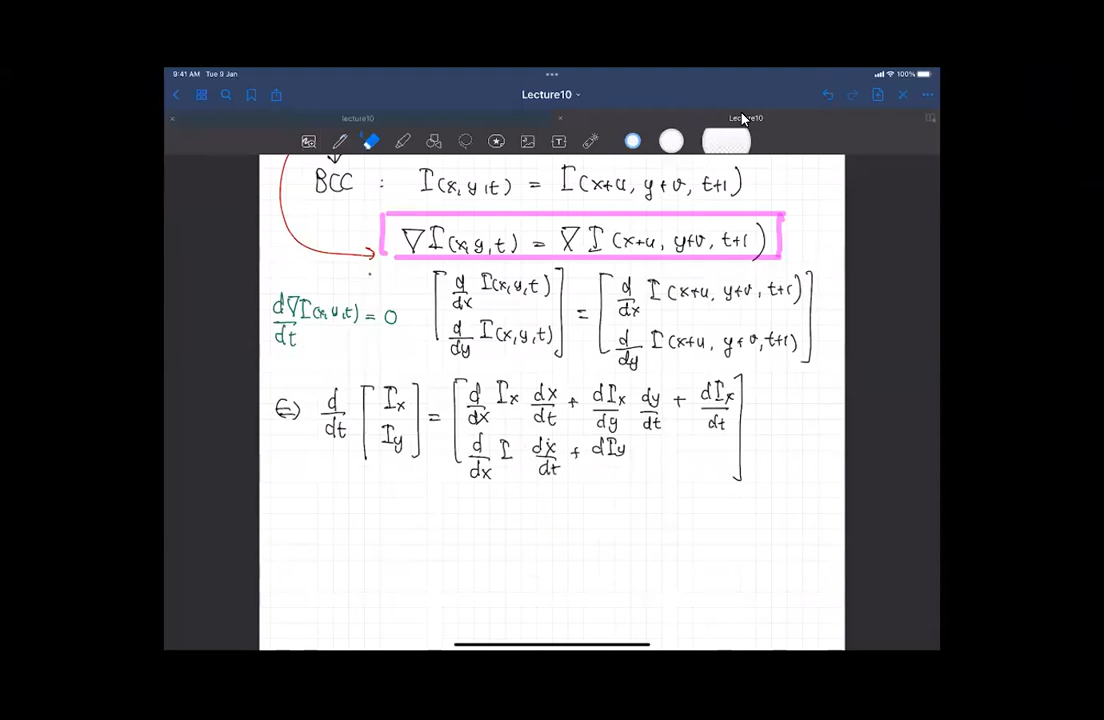 9:41 AM Tue 9 Jan 100%
Lecture10
lecture10 Lecture10
BCC : I(x,y,t) = I(x+u, y+v, t+1)
∇I(x,y,t) = ∇I(x+u, y+v, t+1)
d∇I(x,y,t)/dt = 0 [d/dx I(x,y,t) ; d/dy I(x,y,t)] = [d/dx I(x+u, y+v, t+1) ; d/dy I(x+u, y+v, t+1)]
d/dt [Ix ; Iy] = [d/dx Ix dx/dt + dIx/dy dy/dt + dIx/dt ; d/dx I dx/dt + dIy]